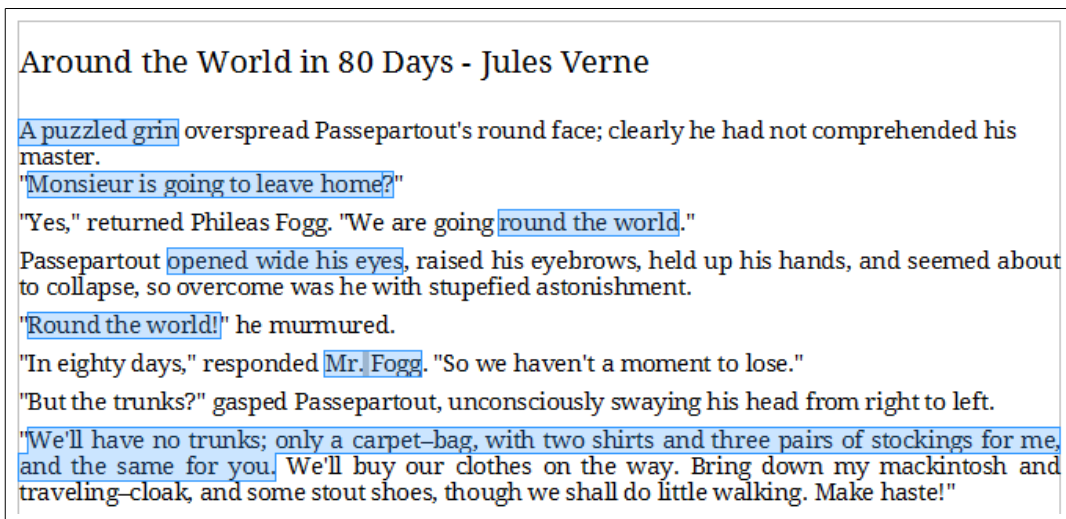 Around the World in 80 Days - Jules Verne
A puzzled grin overspread Passepartout's round face; clearly he had not comprehended his
master.
"Monsieur is going to leave home?"
"Yes," returned Phileas Fogg. "We are going round the world."
Passepartout opened wide his eyes, raised his eyebrows, held up his hands, and seemed about
to collapse, so overcome was he with stupefied astonishment.
"Round the world!" he murmured.
"In eighty days," responded Mr. Fogg. "So we haven't a moment to lose."
"But the trunks?" gasped Passepartout, unconsciously swaying his head from right to left.
"We'll have no trunks; only a carpet–bag, with two shirts and three pairs of stockings for me,
and the same for you. We'll buy our clothes on the way. Bring down my mackintosh and
traveling–cloak, and some stout shoes, though we shall do little walking. Make haste!"